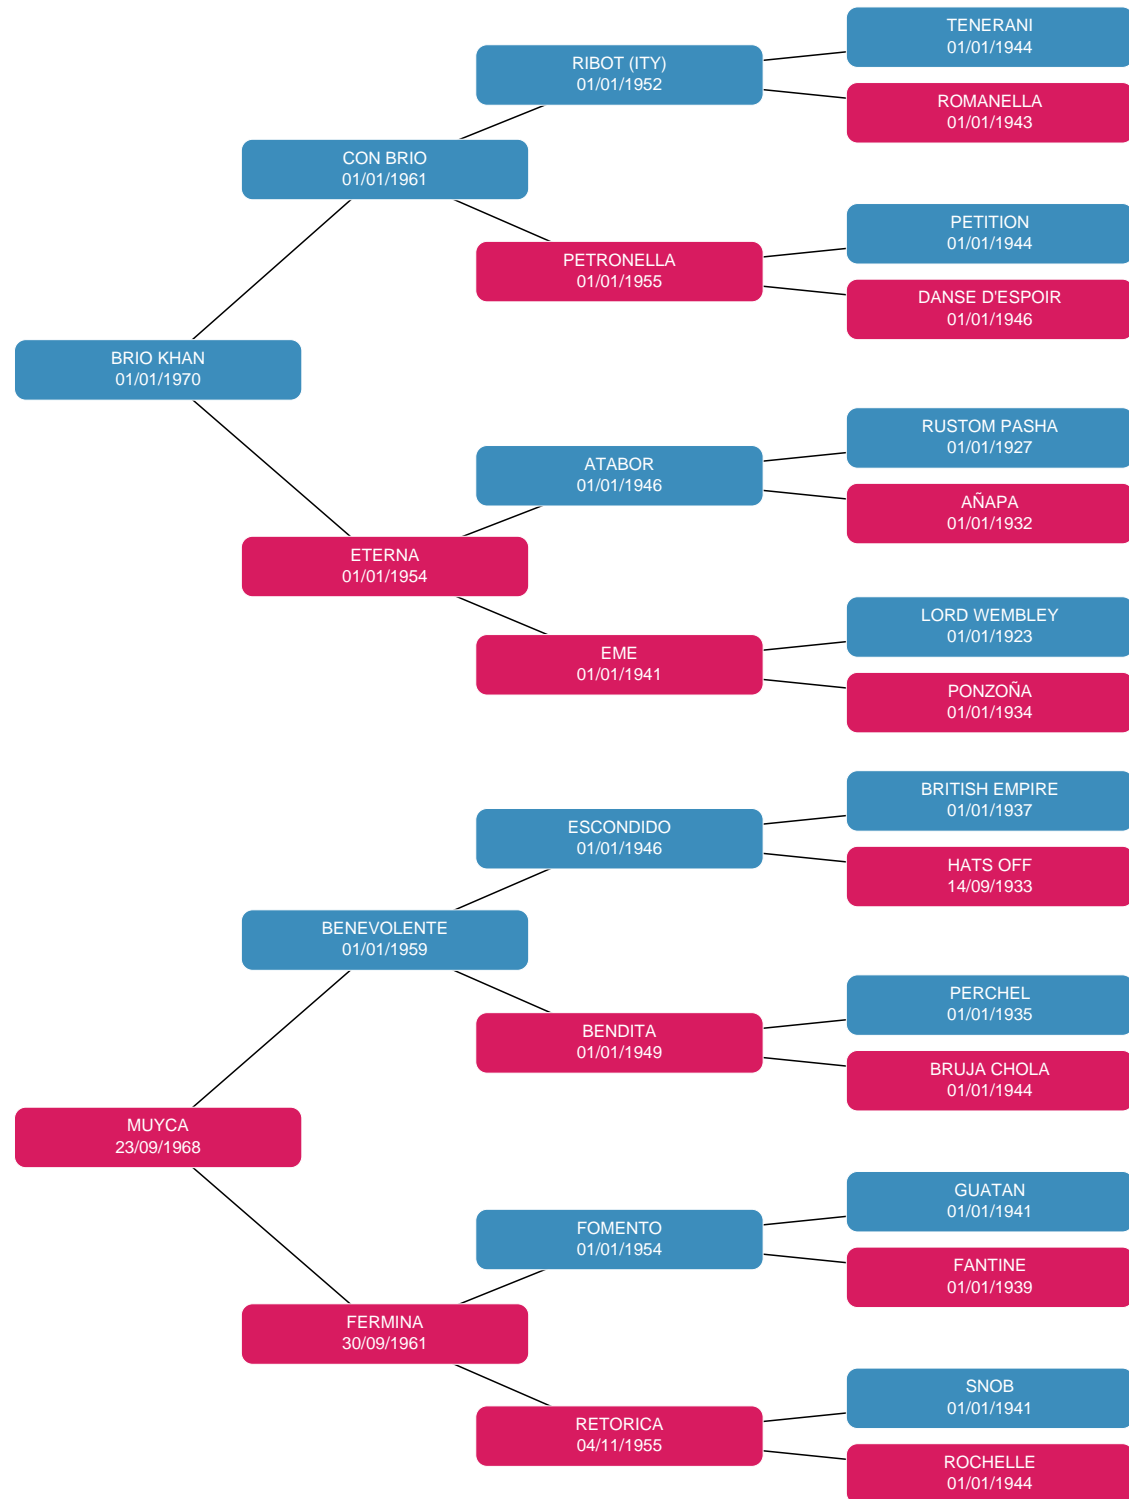 TENERANI
01/01/1944
RIBOT (ITY)
01/01/1952
ROMANELLA
01/01/1943
CON BRIO
01/01/1961
PETITION
01/01/1944
PETRONELLA
01/01/1955
DANSE D'ESPOIR
01/01/1946
BRIO KHAN
01/01/1970
RUSTOM PASHA
01/01/1927
ATABOR
01/01/1946
AÑAPA
01/01/1932
ETERNA
01/01/1954
LORD WEMBLEY
01/01/1923
EME
01/01/1941
PONZOÑA
01/01/1934
BRITISH EMPIRE
01/01/1937
ESCONDIDO
01/01/1946
HATS OFF
14/09/1933
BENEVOLENTE
01/01/1959
PERCHEL
01/01/1935
BENDITA
01/01/1949
BRUJA CHOLA
01/01/1944
MUYCA
23/09/1968
GUATAN
01/01/1941
FOMENTO
01/01/1954
FANTINE
01/01/1939
FERMINA
30/09/1961
SNOB
01/01/1941
RETORICA
04/11/1955
ROCHELLE
01/01/1944